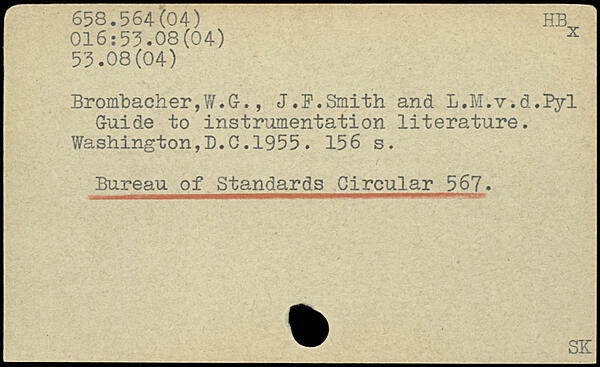 658.564(04)
HBx
016:53.08(04)
53.08(04)
Brombacher,W.G., J.F.Smith and L.M.v.d.Pyl
Guide to instrumentation literature.
Washington,D.C.1955. 156 s.
Bureau of Standards Circular 567.
SK